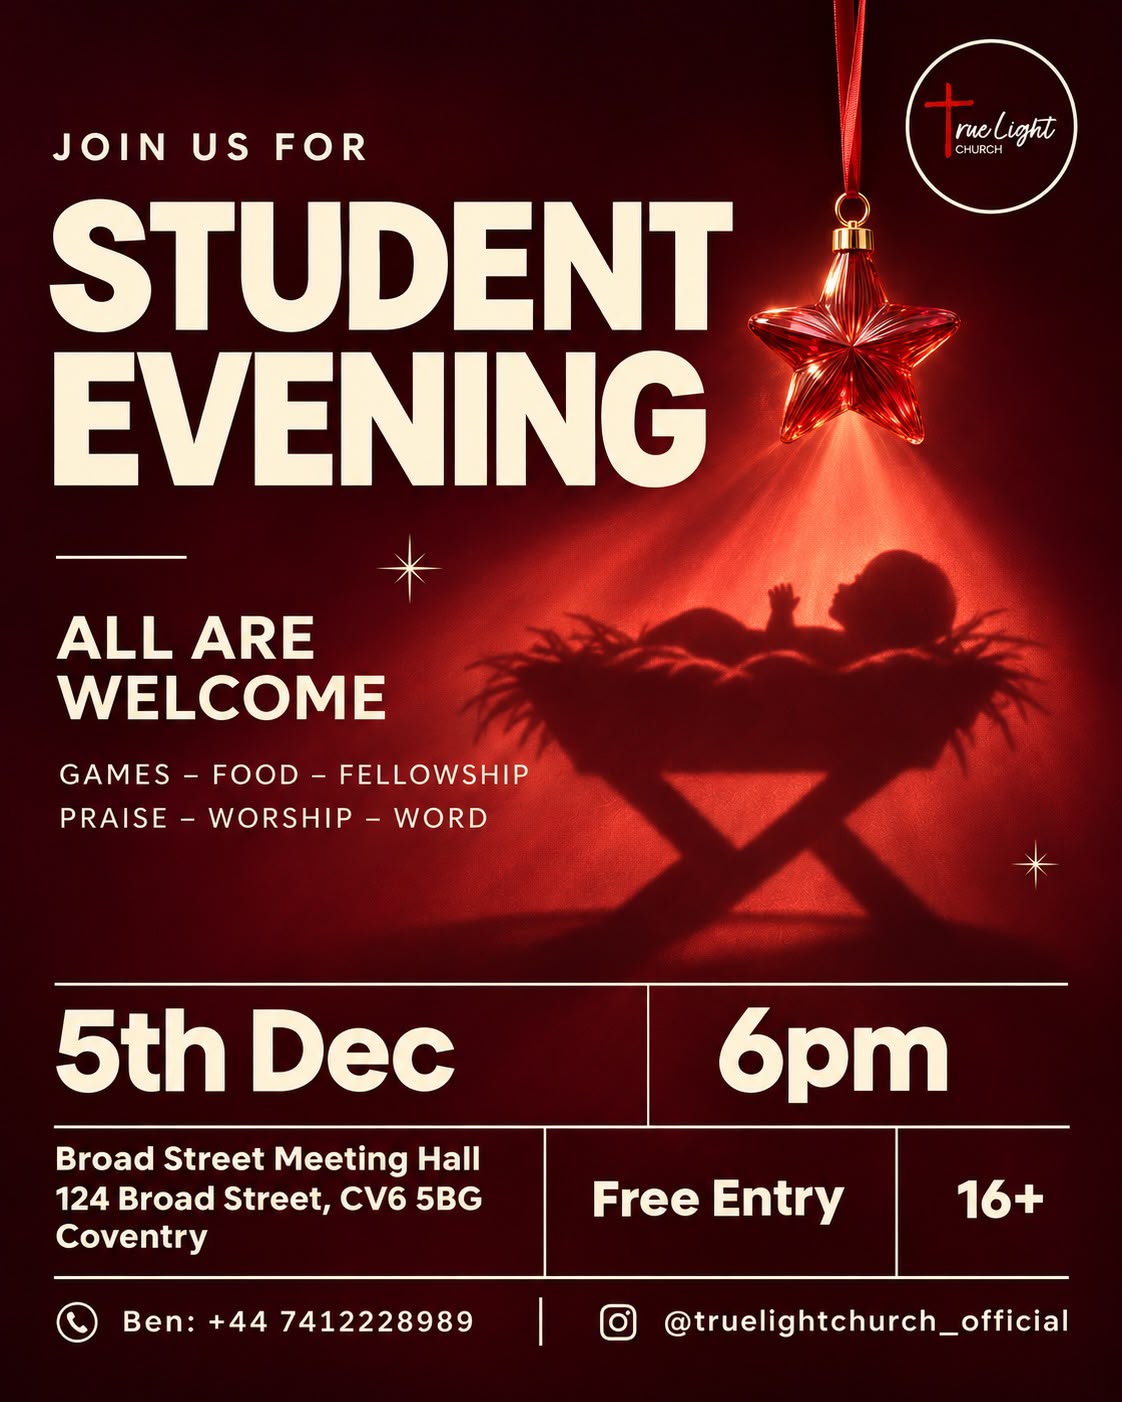 True Light
CHURCH
JOIN US FOR
STUDENT
EVENING
ALL ARE
WELCOME
GAMES – FOOD – FELLOWSHIP
PRAISE – WORSHIP – WORD
5th Dec
6pm
Broad Street Meeting Hall
124 Broad Street, CV6 5BG
Coventry
Free Entry
16+
Ben: +44 7412228989
@truelightchurch_official